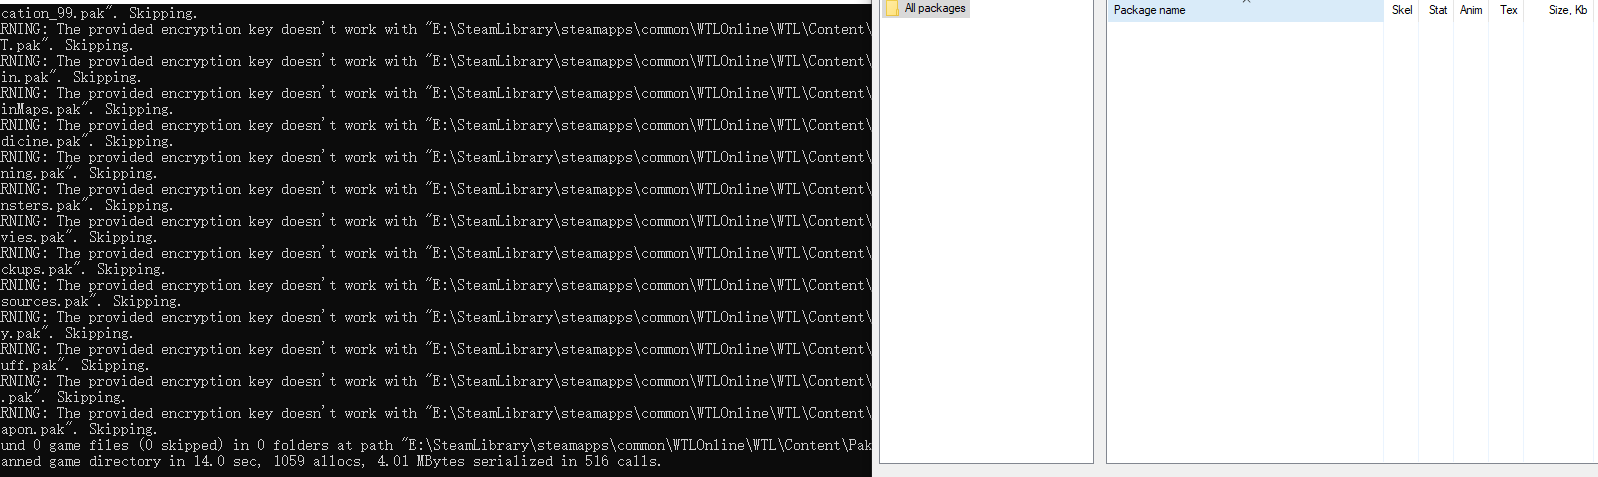 cation_99.pak". Skipping.
RNING: The provided encryption key doesn't work with "E:\SteamLibrary\steamapps\common\WTLOnline\WTL\Content\
T.pak". Skipping.
RNING: The provided encryption key doesn't work with "E:\SteamLibrary\steamapps\common\WTLOnline\WTL\Content\
in.pak". Skipping.
RNING: The provided encryption key doesn't work with "E:\SteamLibrary\steamapps\common\WTLOnline\WTL\Content\
inMaps.pak". Skipping.
RNING: The provided encryption key doesn't work with "E:\SteamLibrary\steamapps\common\WTLOnline\WTL\Content\
dicine.pak". Skipping.
RNING: The provided encryption key doesn't work with "E:\SteamLibrary\steamapps\common\WTLOnline\WTL\Content\
ning.pak". Skipping.
RNING: The provided encryption key doesn't work with "E:\SteamLibrary\steamapps\common\WTLOnline\WTL\Content\
nsters.pak". Skipping.
RNING: The provided encryption key doesn't work with "E:\SteamLibrary\steamapps\common\WTLOnline\WTL\Content\
vies.pak". Skipping.
RNING: The provided encryption key doesn't work with "E:\SteamLibrary\steamapps\common\WTLOnline\WTL\Content\
ckups.pak". Skipping.
RNING: The provided encryption key doesn't work with "E:\SteamLibrary\steamapps\common\WTLOnline\WTL\Content\
sources.pak". Skipping.
RNING: The provided encryption key doesn't work with "E:\SteamLibrary\steamapps\common\WTLOnline\WTL\Content\
y.pak". Skipping.
RNING: The provided encryption key doesn't work with "E:\SteamLibrary\steamapps\common\WTLOnline\WTL\Content\
uff.pak". Skipping.
RNING: The provided encryption key doesn't work with "E:\SteamLibrary\steamapps\common\WTLOnline\WTL\Content\
.pak". Skipping.
RNING: The provided encryption key doesn't work with "E:\SteamLibrary\steamapps\common\WTLOnline\WTL\Content\
apon.pak". Skipping.
und 0 game files (0 skipped) in 0 folders at path "E:\SteamLibrary\steamapps\common\WTLOnline\WTL\Content\Pak
anned game directory in 14.0 sec, 1059 allocs, 4.01 MBytes serialized in 516 calls.
All packages
Package name Skel Stat Anim Tex Size, Kb